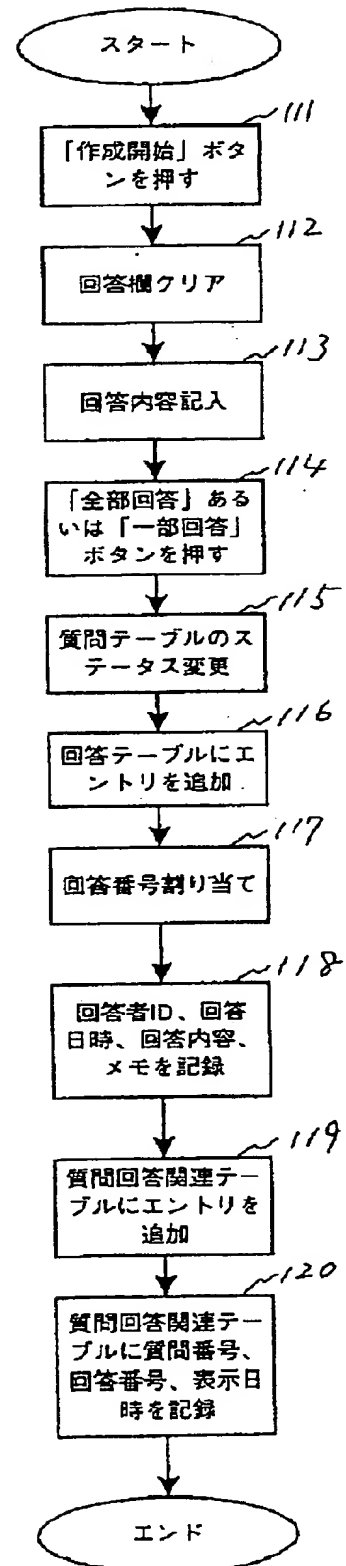 スタート
111
「作成開始」ボタ
ンを押す
112
回答欄クリア
113
回答内容記入
114
「全部回答」ある
いは「一部回答」
ボタンを押す
115
質問テーブルのス
テータス変更
116
回答テーブルにエ
ントリを追加
117
回答番号割り当て
118
回答者ID、回答
日時、回答内容、
メモを記録
119
質問回答関連テー
ブルにエントリを
追加
120
質問回答関連テー
ブルに質問番号、
回答番号、表示日
時を記録
エンド